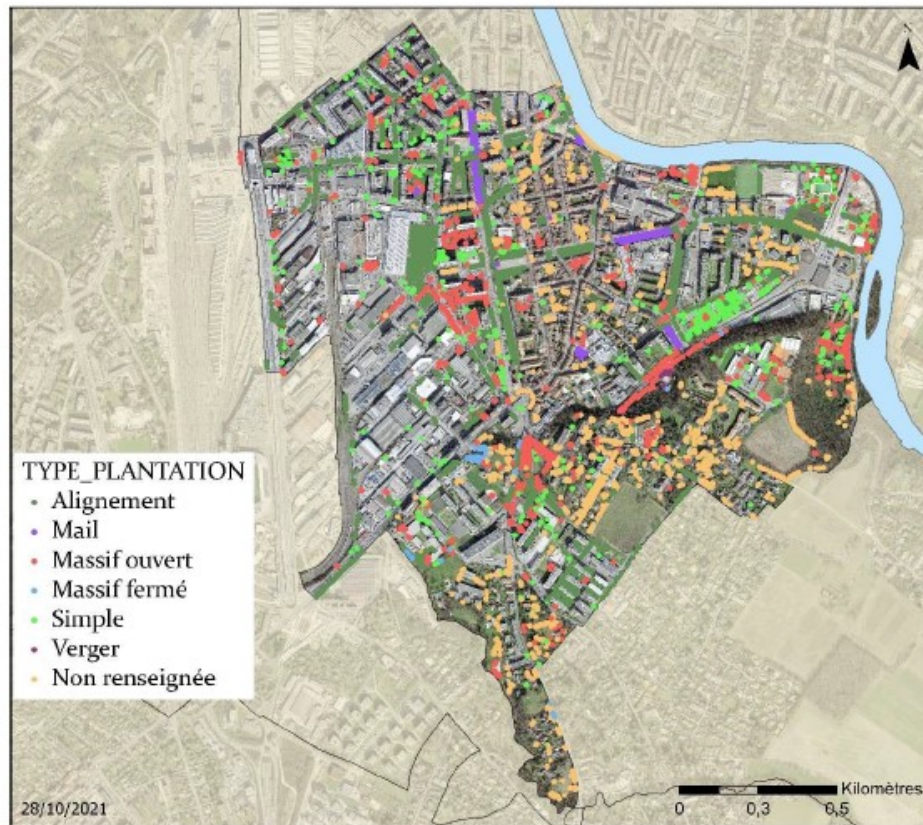 TYPE_PLANTATION
Alignement
Mail
Massif ouvert
Massif fermé
Simple
Verger
Non renseignée
28/10/2021
Kilomètres
0 0,3 0,5